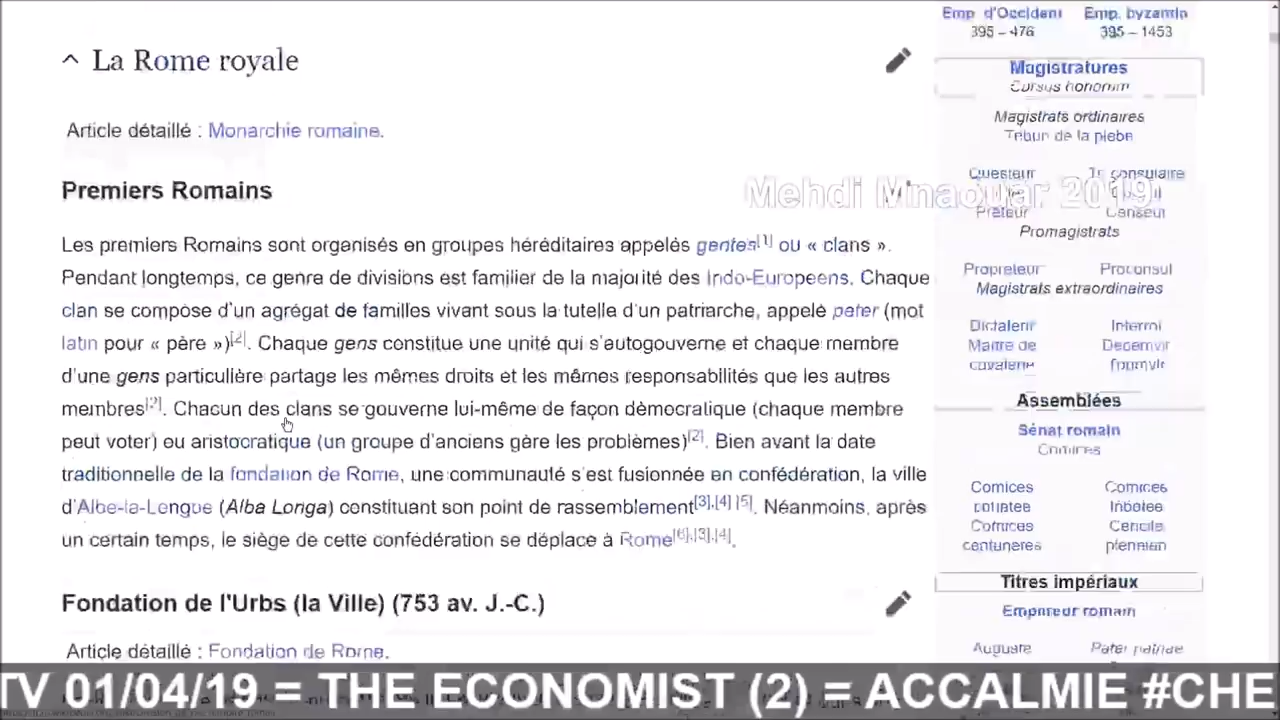 Emp. d'Occident Emp. byzantin
395 – 476 395 – 1453
La Rome royale
Magistratures
Cursus honorum
Article détaillé : Monarchie romaine.
Magistrats ordinaires
Tribun de la plèbe
Premiers Romains
Questeur Tr. consulaire
Mehdi Mnaouar 2019
Préteur Censeur
Promagistrats
Les premiers Romains sont organisés en groupes héréditaires appelés gentes[1] ou « clans ».
Pendant longtemps, ce genre de divisions est familier de la majorité des Indo-Européens. Chaque
clan se compose d'un agrégat de familles vivant sous la tutelle d'un patriarche, appelé pater (mot
latin pour « père »)[2]. Chaque gens constitue une unité qui s'autogouverne et chaque membre
d'une gens particulière partage les mêmes droits et les mêmes responsabilités que les autres
membres[2]. Chacun des clans se gouverne lui-même de façon démocratique (chaque membre
peut voter) ou aristocratique (un groupe d'anciens gère les problèmes)[2]. Bien avant la date
traditionnelle de la fondation de Rome, une communauté s'est fusionnée en confédération, la ville
d'Albe-la-Longue (Alba Longa) constituant son point de rassemblement[3],[4],[5]. Néanmoins, après
un certain temps, le siège de cette confédération se déplace à Rome[6],[3],[4].
Propréteur Proconsul
Magistrats extraordinaires
Dictateur Interroi
Maître de Décemvir
cavalerie Triumvir
Assemblées
Sénat romain
Comices
Comices Comices
centuriates Concile
plébéien
Fondation de l'Urbs (la Ville) (753 av. J.-C.)
Titres impériaux
Empereur romain
Article détaillé : Fondation de Rome.
Auguste Pater patriae
TV 01/04/19 = THE ECONOMIST (2) = ACCALMIE #CHE